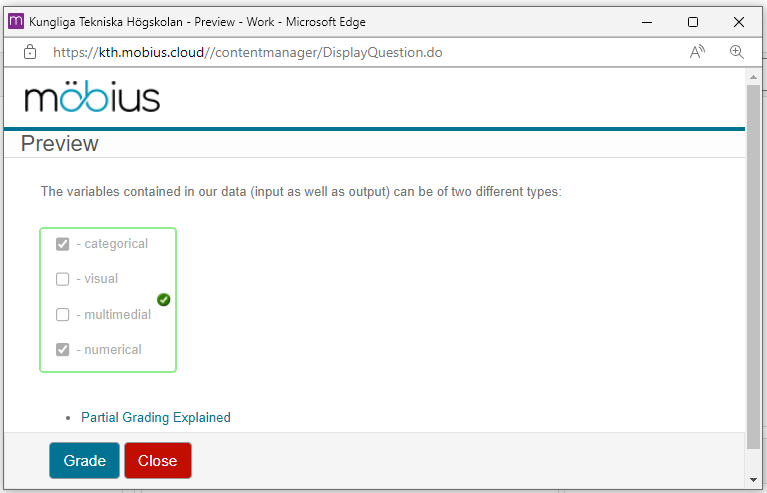 m Kungliga Tekniska Högskolan - Preview - Work - Microsoft Edge
https://kth.mobius.cloud//contentmanager/DisplayQuestion.do
möbius
Preview
The variables contained in our data (input as well as output) can be of two different types:
- categorical
- visual
- multimedial
- numerical
• Partial Grading Explained
Grade Close